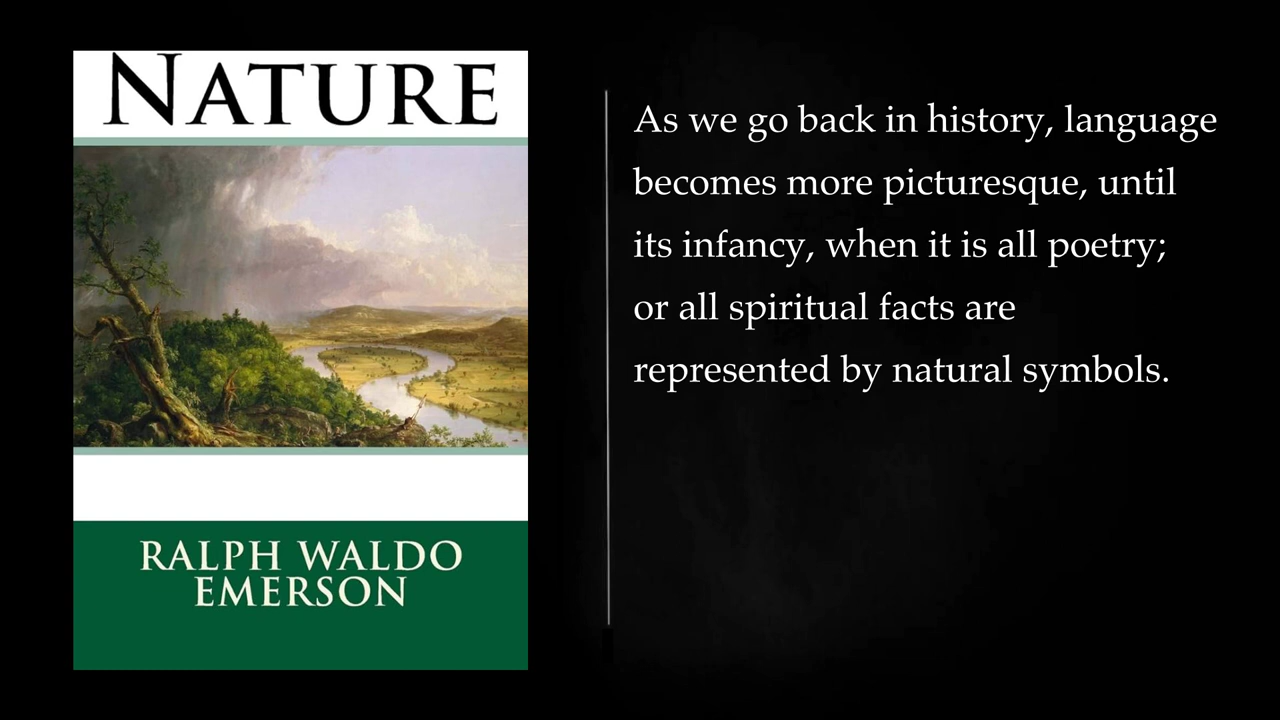 NATURE
RALPH WALDO
EMERSON
As we go back in history, language
becomes more picturesque, until
its infancy, when it is all poetry;
or all spiritual facts are
represented by natural symbols.